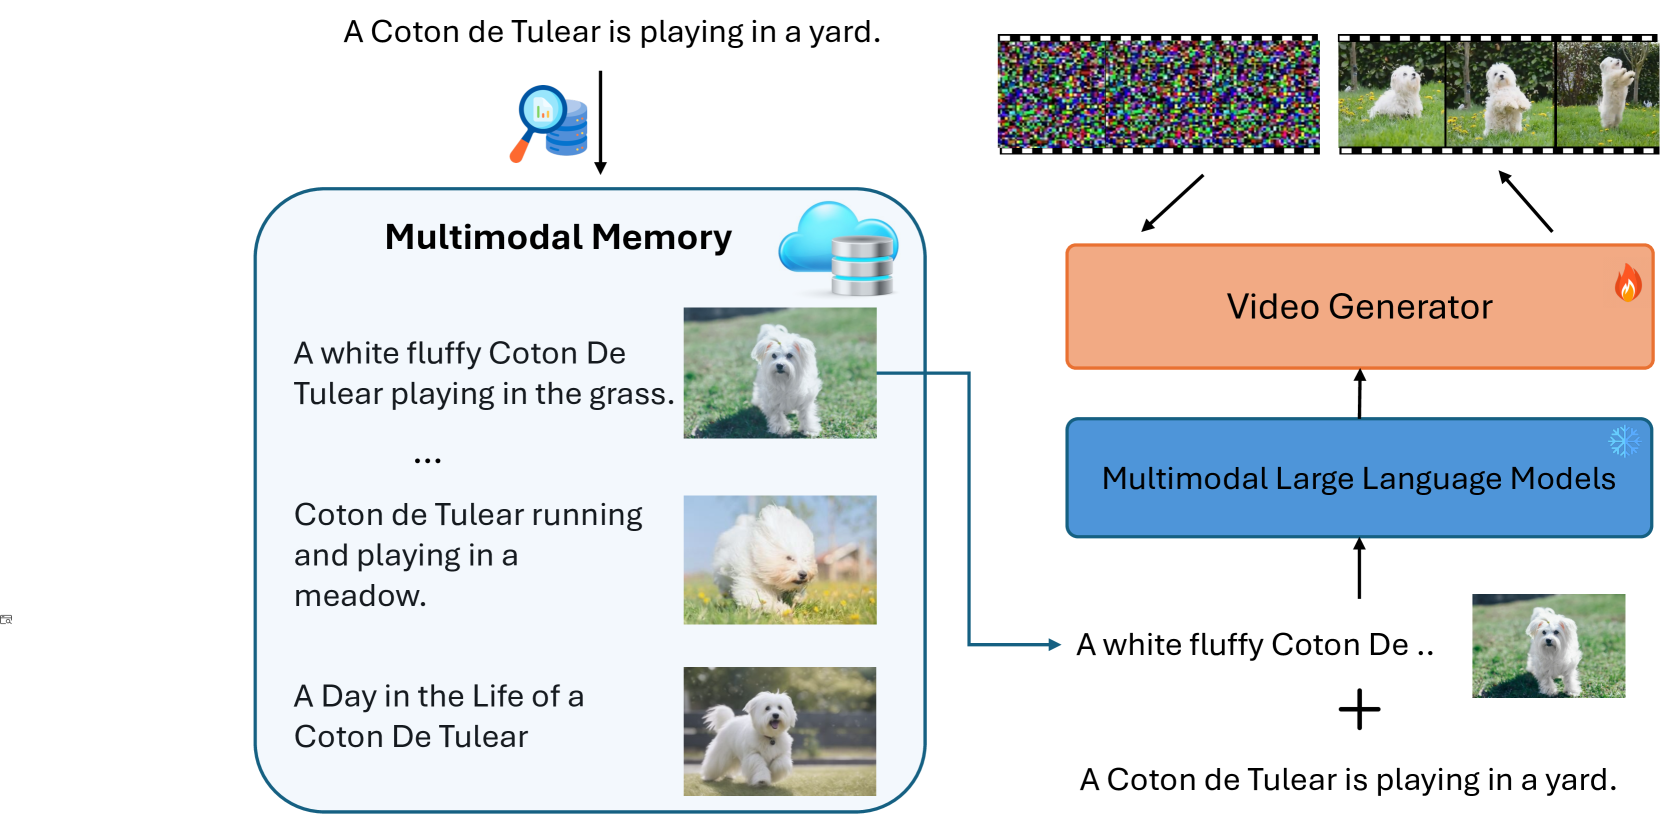 A Coton de Tulear is playing in a yard.
Multimodal Memory
A white fluffy Coton De
Tulear playing in the grass.
...
Coton de Tulear running
and playing in a
meadow.
A Day in the Life of a
Coton De Tulear
Video Generator
Multimodal Large Language Models
A white fluffy Coton De ..
+
A Coton de Tulear is playing in a yard.